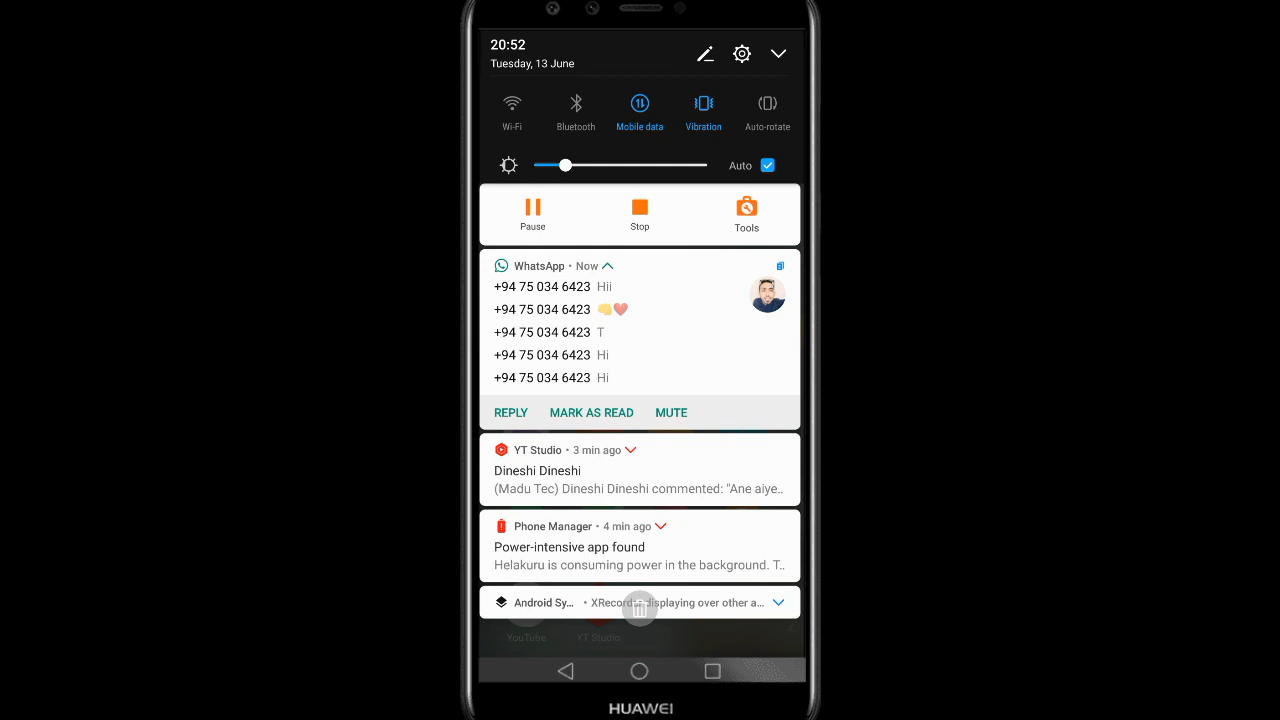 20:52
Tuesday, 13 June
Wi-Fi Bluetooth Mobile data Vibration Auto-rotate
Auto
Pause Stop Tools
WhatsApp • Now
+94 75 034 6423 Hii
+94 75 034 6423 👊❤️
+94 75 034 6423 T
+94 75 034 6423 Hi
+94 75 034 6423 Hi
REPLY MARK AS READ MUTE
YT Studio • 3 min ago
Dineshi Dineshi
(Madu Tec) Dineshi Dineshi commented: "Ane aiye..
Phone Manager • 4 min ago
Power-intensive app found
Helakuru is consuming power in the background. T..
Android Sy... • XRecorder displaying over other a...
YouTube YT Studio
HUAWEI